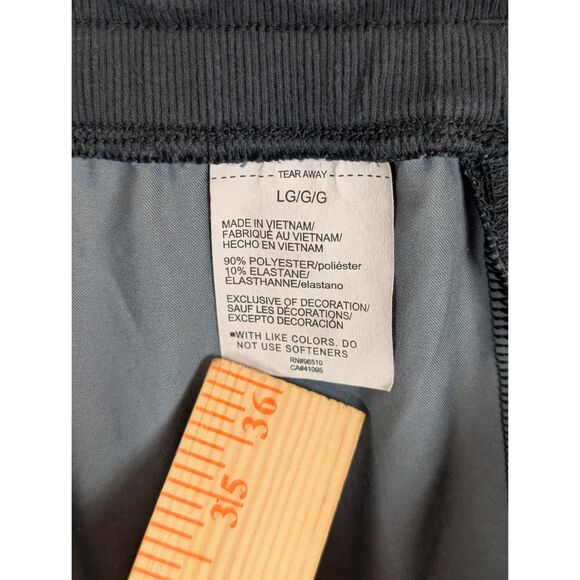 TEAR AWAY
LG/G/G
MADE IN VIETNAM/
FABRIQUÉ AU VIETNAM/
HECHO EN VIETNAM
90% POLYESTER/poliéster
10% ELASTANE/
ÉLASTHANNE/elastano
EXCLUSIVE OF DECORATION/
SAUF LES DÉCORATIONS/
EXCEPTO DECORACIÓN
▪WITH LIKE COLORS. DO
NOT USE SOFTENERS
RN#96510
CA#41095
36
35